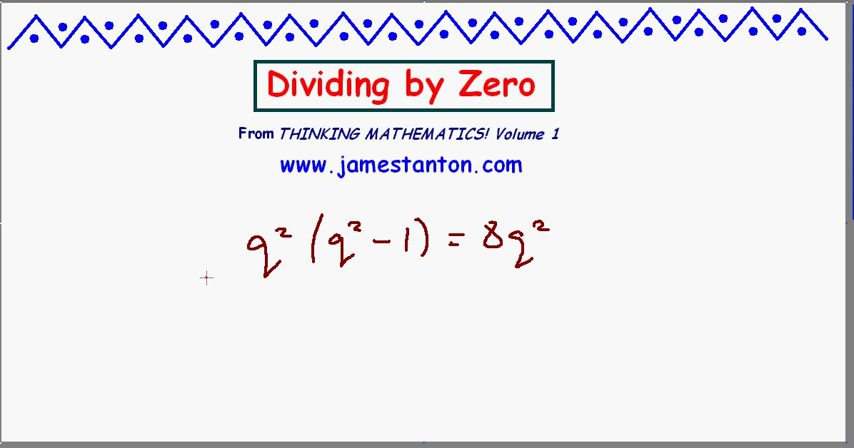 Dividing by Zero
From THINKING MATHEMATICS! Volume 1
www.jamestanton.com
q² (q² - 1) = 8q²